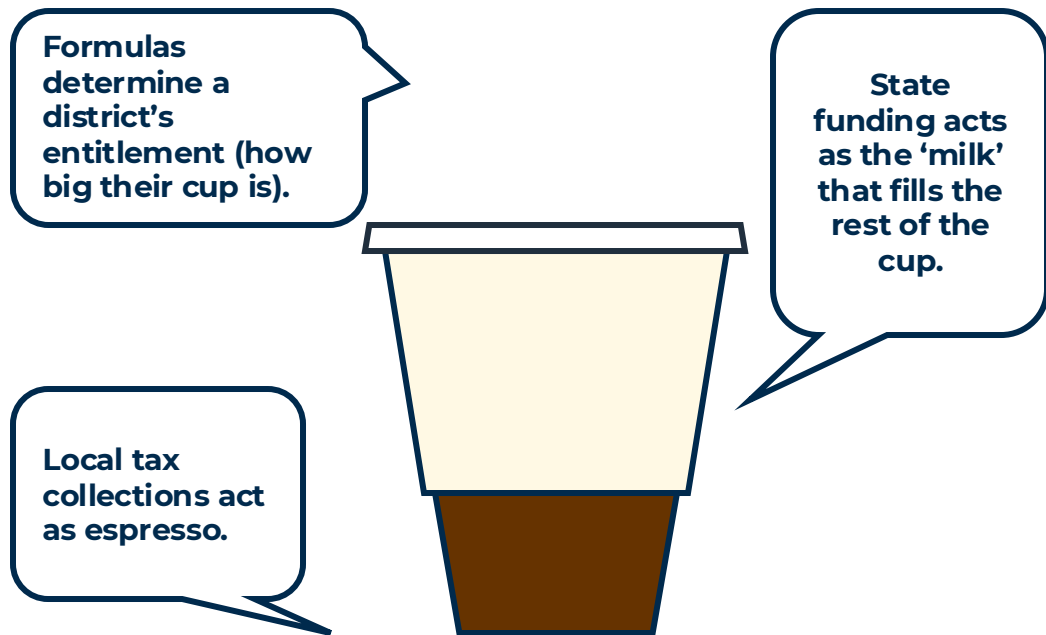 Formulas
determine a
district’s
entitlement (how
big their cup is).
State
funding acts
as the ‘milk’
that fills the
rest of the
cup.
Local tax
collections act
as espresso.